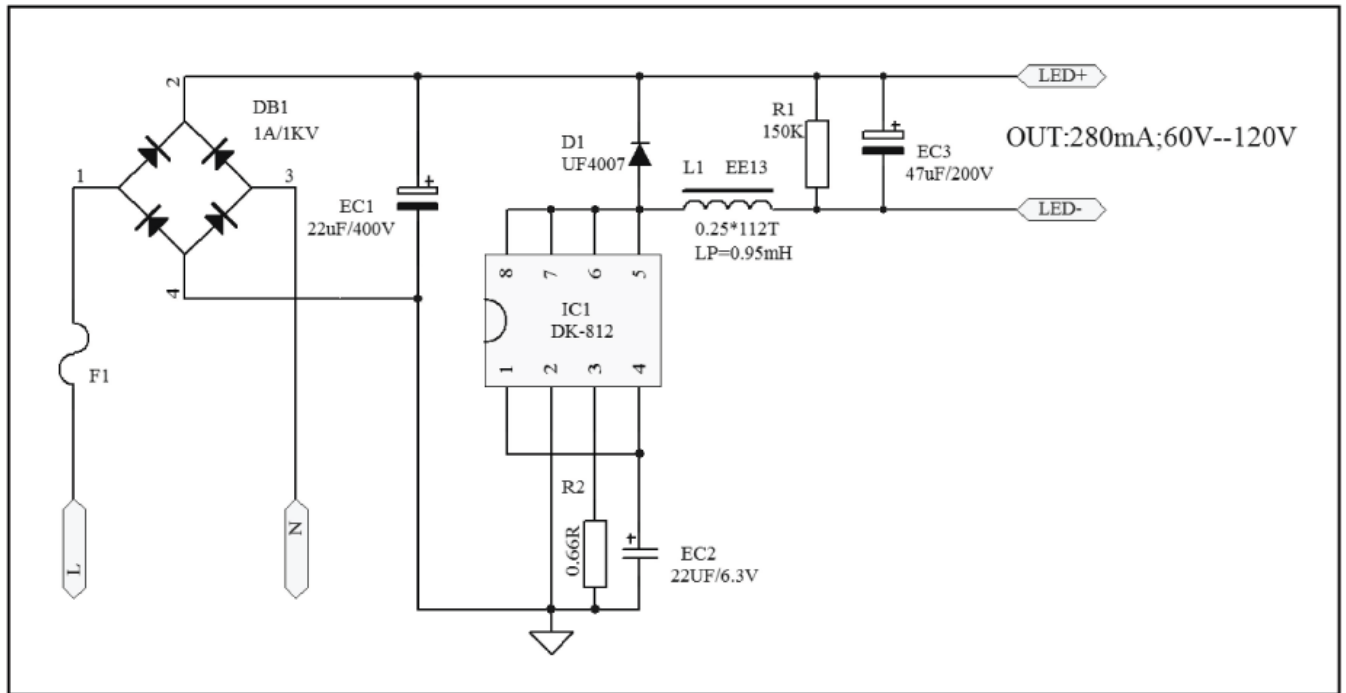 2
DB1
1A/1KV
1
3
4
F1
L
N
EC1
22uF/400V
+
D1
UF4007
L1 EE13
0.25*112T
LP=0.95mH
R1
150K
+
EC3
47uF/200V
LED+
OUT:280mA;60V--120V
LED-
8 7 6 5
IC1
DK-812
1 2 3 4
R2
0.66R
+
EC2
22UF/6.3V